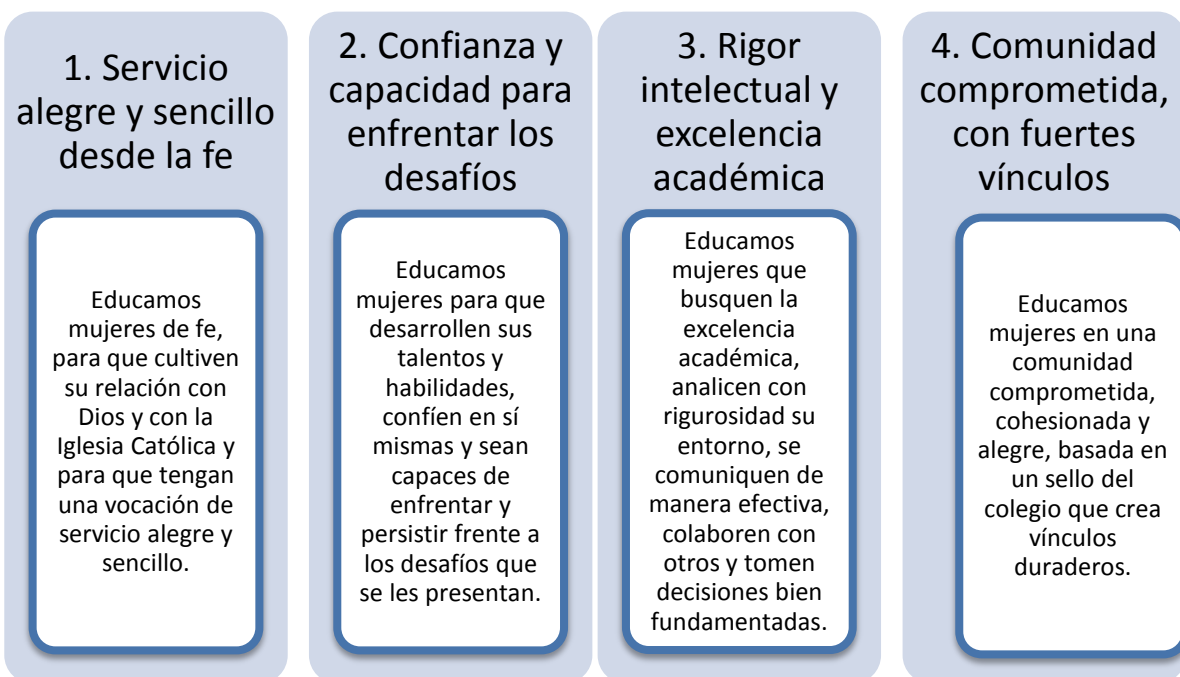 1. Servicio
alegre y sencillo
desde la fe
Educamos
mujeres de fe,
para que cultiven
su relación con
Dios y con la
Iglesia Católica y
para que tengan
una vocación de
servicio alegre y
sencillo.
2. Confianza y
capacidad para
enfrentar los
desafíos
Educamos
mujeres para que
desarrollen sus
talentos y
habilidades,
confíen en sí
mismas y sean
capaces de
enfrentar y
persistir frente a
los desafíos que
se les presentan.
3. Rigor
intelectual y
excelencia
académica
Educamos
mujeres que
busquen la
excelencia
académica,
analicen con
rigurosidad su
entorno, se
comuniquen de
manera efectiva,
colaboren con
otros y tomen
decisiones bien
fundamentadas.
4. Comunidad
comprometida,
con fuertes
vínculos
Educamos
mujeres en una
comunidad
comprometida,
cohesionada y
alegre, basada en
un sello del
colegio que crea
vínculos
duraderos.